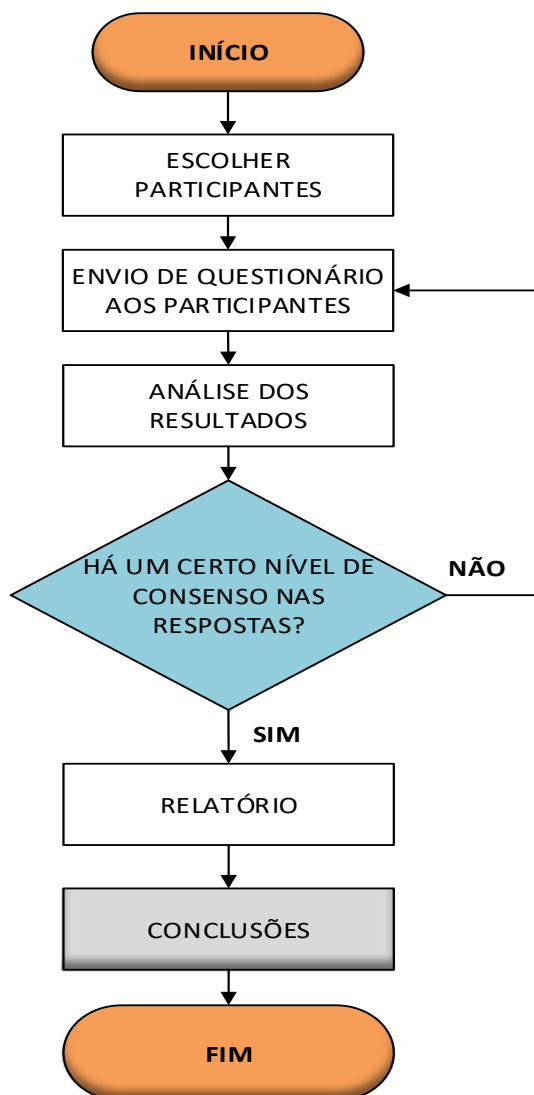 INÍCIO
ESCOLHER
PARTICIPANTES
ENVIO DE QUESTIONÁRIO
AOS PARTICIPANTES
ANÁLISE DOS
RESULTADOS
HÁ UM CERTO NÍVEL DE
CONSENSO NAS
RESPOSTAS?
NÃO
SIM
RELATÓRIO
CONCLUSÕES
FIM